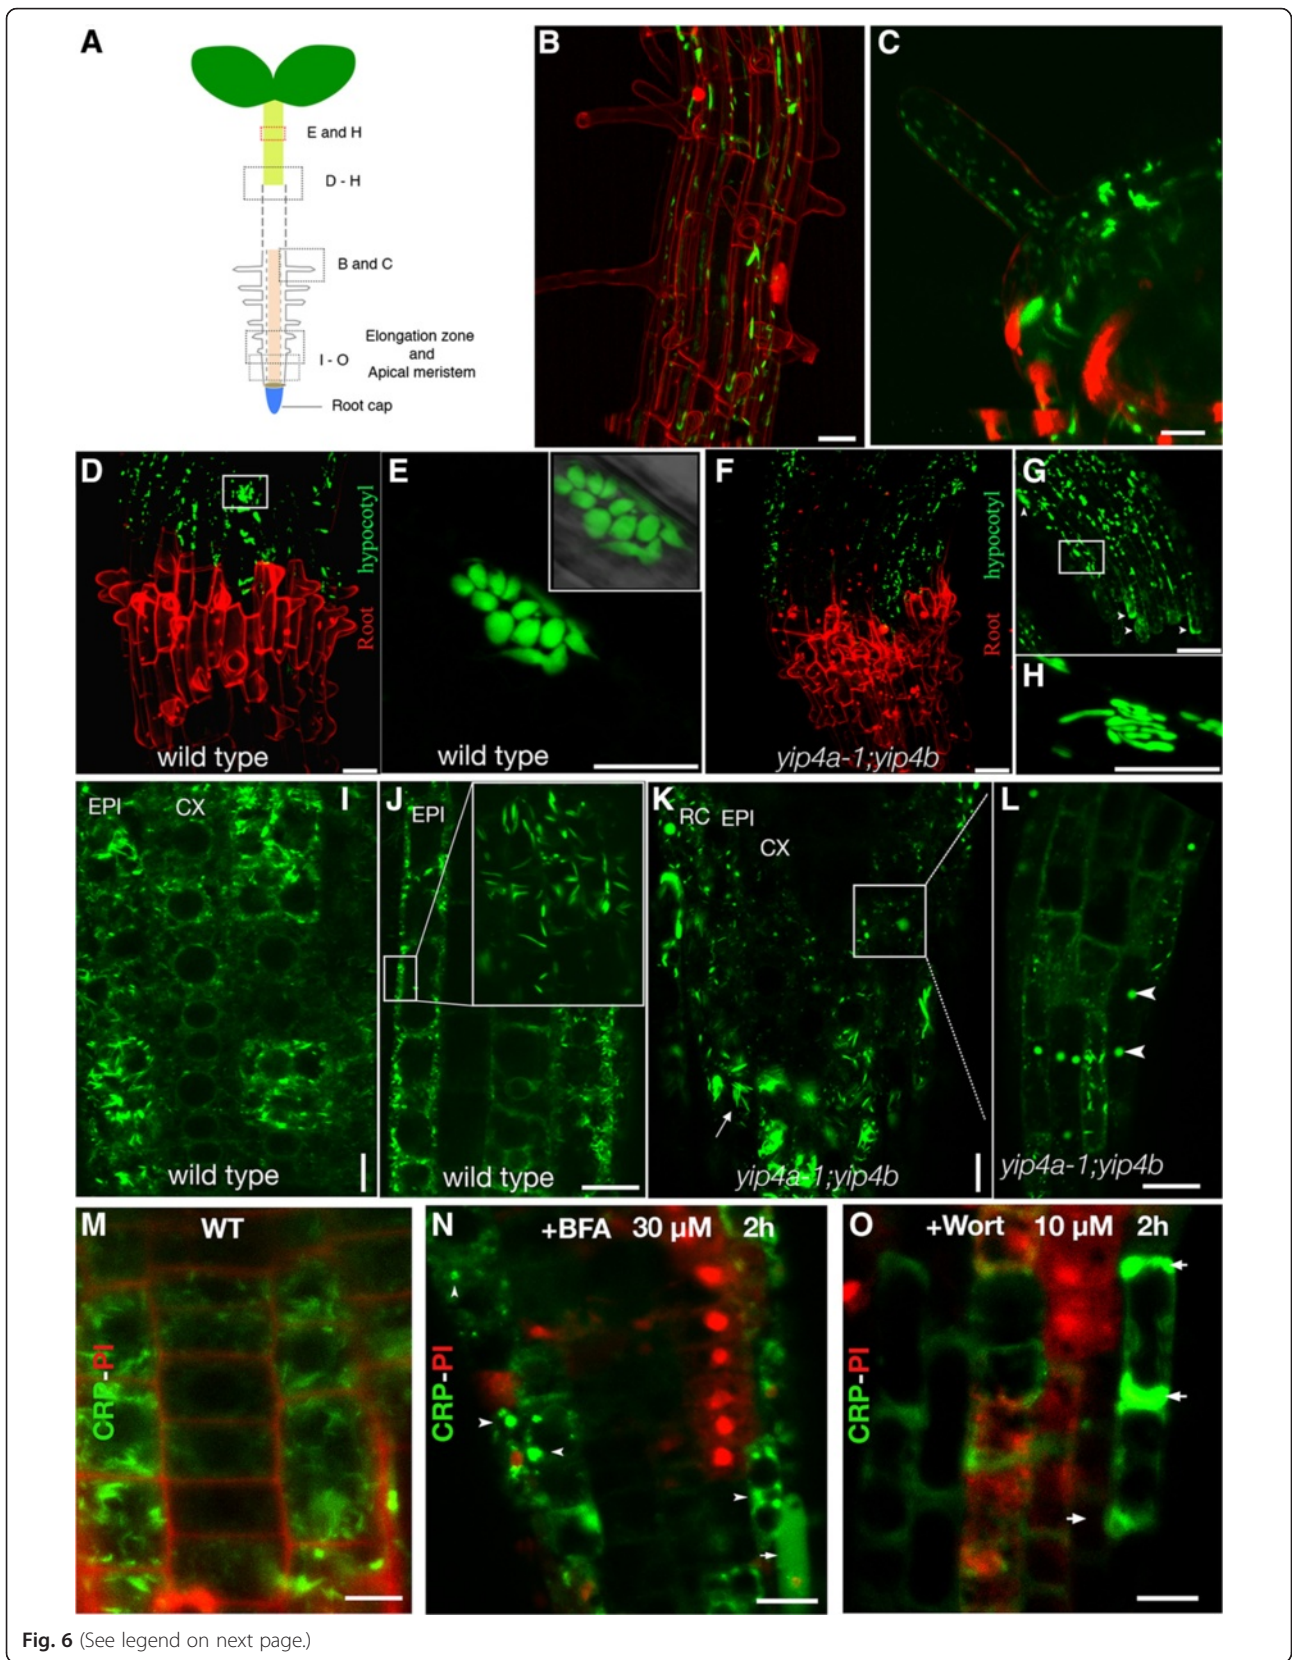 A
E and H
D - H
B and C
Elongation zone
and
I - O
Apical meristem
Root cap
B
C
D
hypocotyl
Root
wild type
E
wild type
F
hypocotyl
Root
yip4a-1;yip4b
G
H
EPI
CX
I
wild type
J
EPI
wild type
K
RC EPI
CX
yip4a-1;yip4b
L
yip4a-1;yip4b
M
WT
CRP-PI
N
+BFA 30 µM 2h
CRP-PI
O
+Wort 10 µM 2h
CRP-PI
Fig. 6 (See legend on next page.)